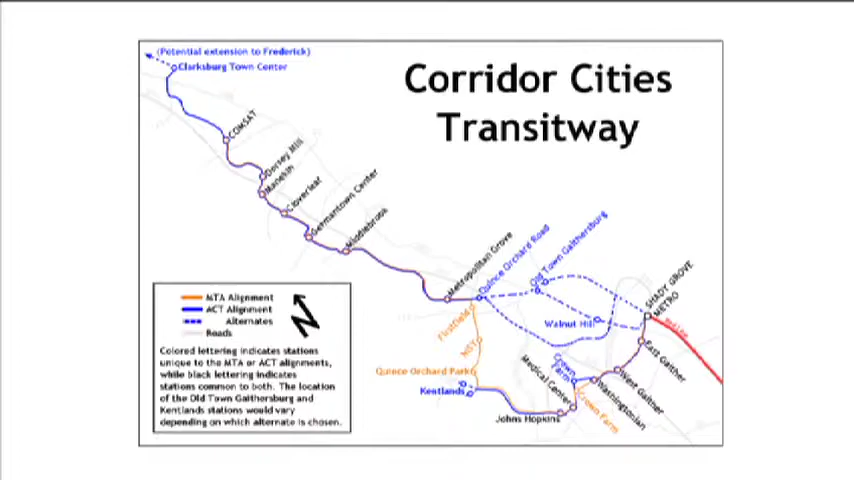 (Potential extension to Frederick)
Clarksburg Town Center
Corridor Cities
Transitway
COMSAT
Dorsey Mill
Manekin
Cloverleaf
Germantown Center
Middlebrook
Metropolitan Grove
Quince Orchard Road
Old Town Gaithersburg
SHADY GROVE
METRO
Walnut Hill
Firstfield
NIST
Quince Orchard Park
Kentlands
East Gaither
West Gaither
Washingtonian
Crown
Farm
Crown Farm
Medical Center
Johns Hopkins
MTA Alignment
ACT Alignment
Alternates
Roads
N
Colored lettering indicates stations
unique to the MTA or ACT alignments,
while black lettering indicates
stations common to both. The location
of the Old Town Gaithersburg and
Kentlands stations would vary
depending on which alternate is chosen.